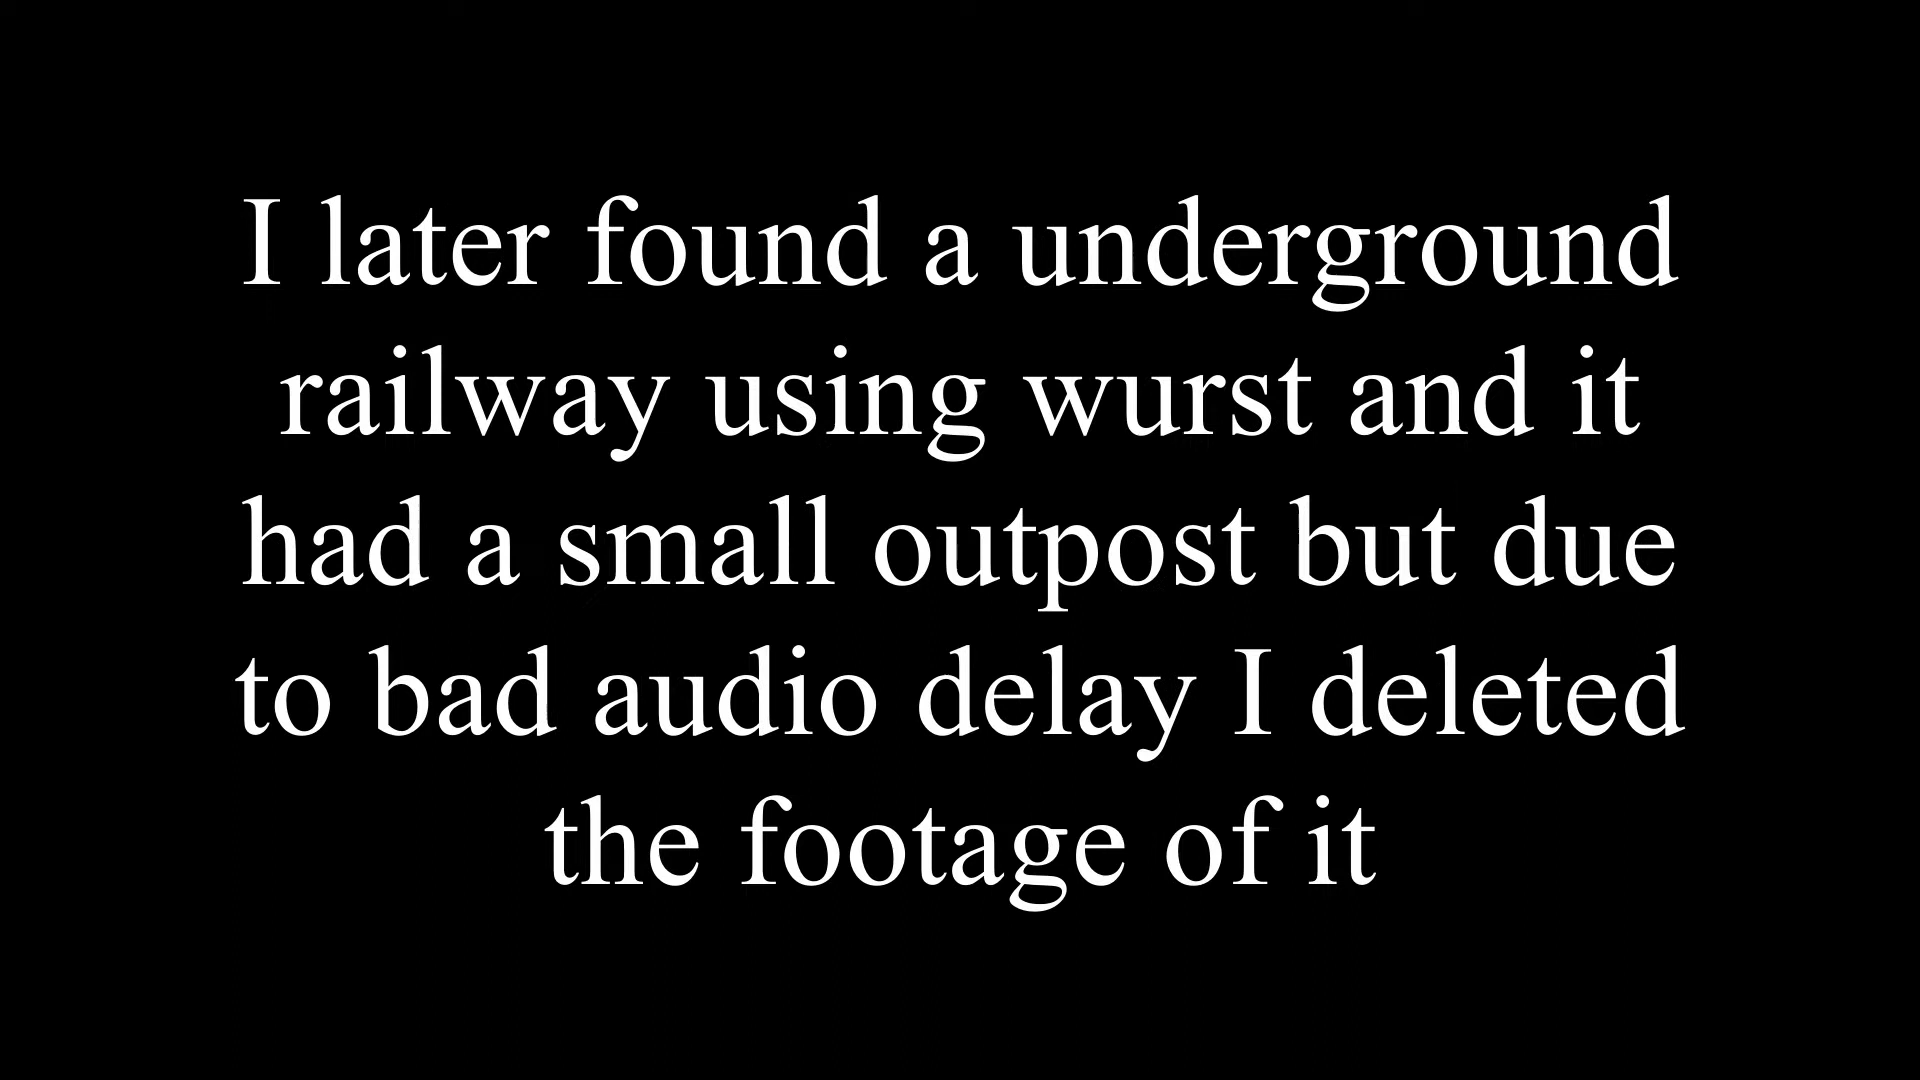 I later found a underground
railway using wurst and it
had a small outpost but due
to bad audio delay I deleted
the footage of it